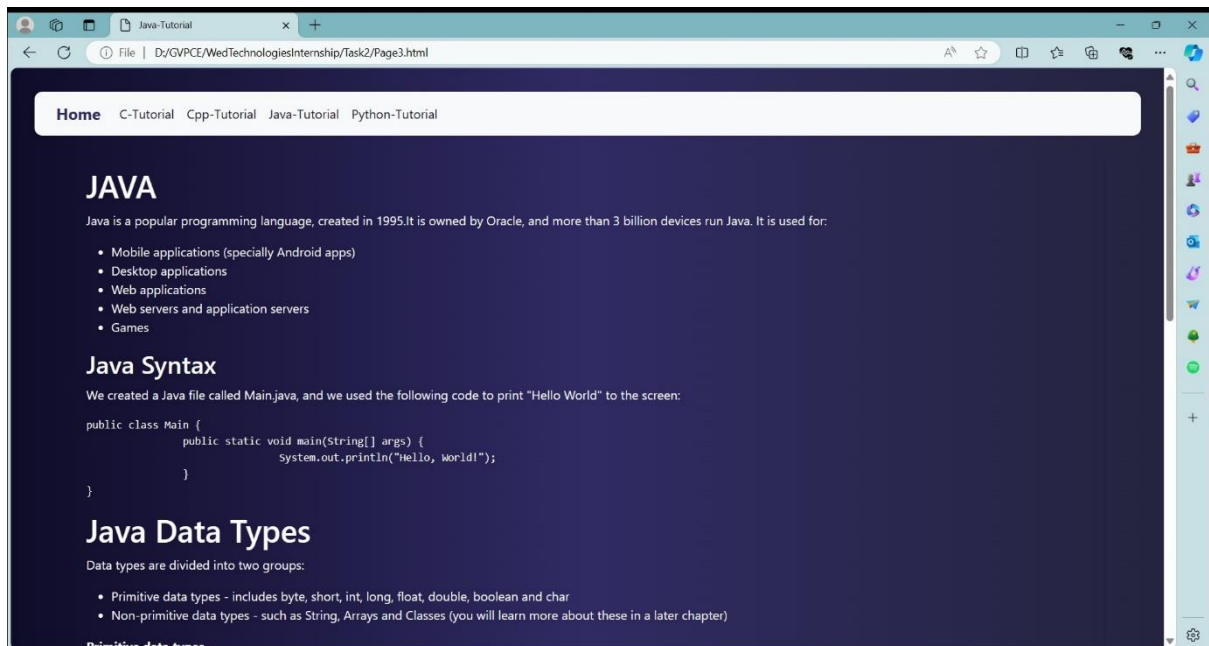 Java-Tutorial
File | D:/GVPCE/WedTechnologiesInternship/Task2/Page3.html
Home C-Tutorial Cpp-Tutorial Java-Tutorial Python-Tutorial
JAVA
Java is a popular programming language, created in 1995.It is owned by Oracle, and more than 3 billion devices run Java. It is used for:
• Mobile applications (specially Android apps)
• Desktop applications
• Web applications
• Web servers and application servers
• Games
Java Syntax
We created a Java file called Main.java, and we used the following code to print "Hello World" to the screen:
public class Main {
public static void main(String[] args) {
System.out.println("Hello, World!");
}
}
Java Data Types
Data types are divided into two groups:
• Primitive data types - includes byte, short, int, long, float, double, boolean and char
• Non-primitive data types - such as String, Arrays and Classes (you will learn more about these in a later chapter)
Primitive data types